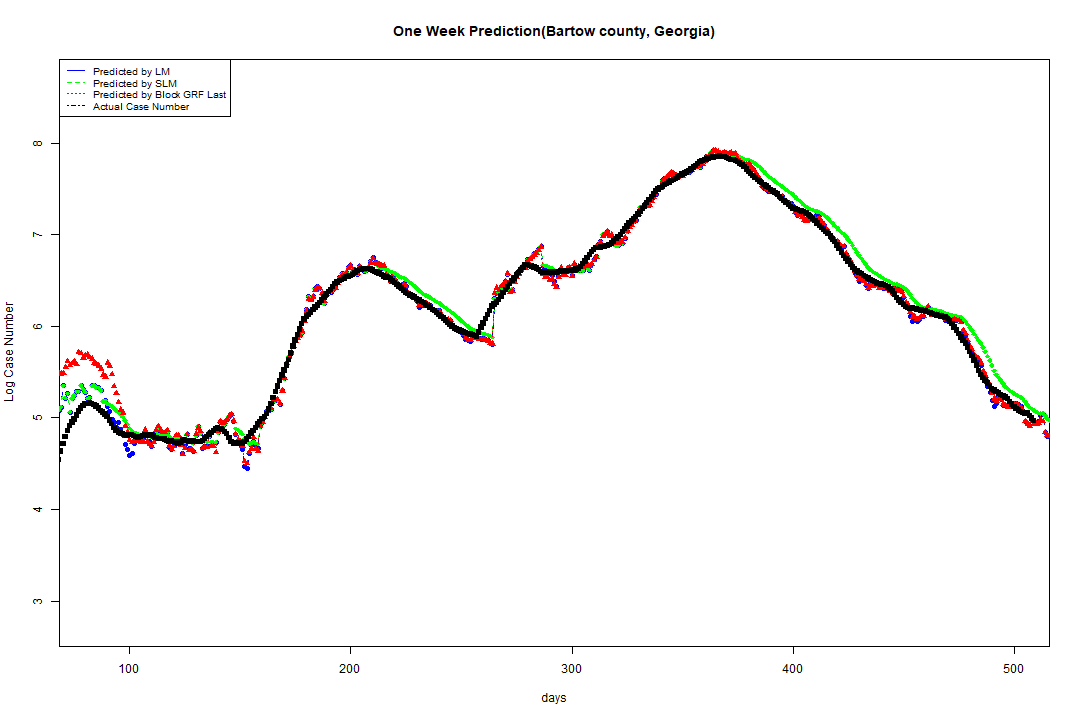 One Week Prediction(Bartow county, Georgia)
Predicted by LM
Predicted by SLM
Predicted by Block GRF Last
Actual Case Number
Log Case Number
8
7
6
5
4
3
100 200 300 400 500
days